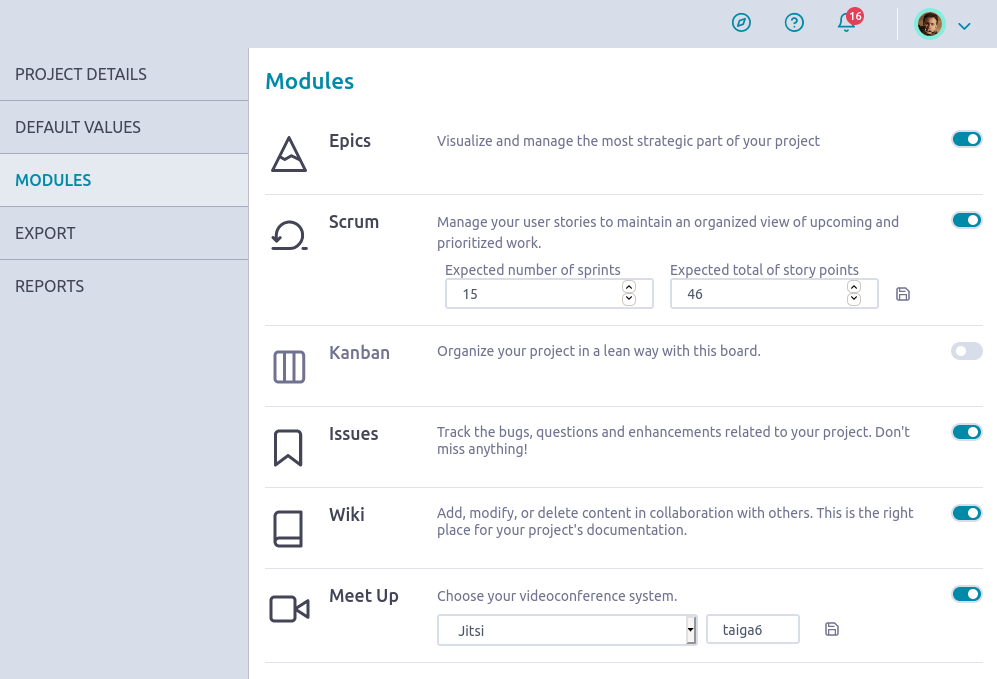 16
PROJECT DETAILS
DEFAULT VALUES
MODULES
EXPORT
REPORTS
Modules
Epics
Visualize and manage the most strategic part of your project
Scrum
Manage your user stories to maintain an organized view of upcoming and
prioritized work.
Expected number of sprints
Expected total of story points
15
46
Kanban
Organize your project in a lean way with this board.
Issues
Track the bugs, questions and enhancements related to your project. Don't
miss anything!
Wiki
Add, modify, or delete content in collaboration with others. This is the right
place for your project's documentation.
Meet Up
Choose your videoconference system.
Jitsi
taiga6